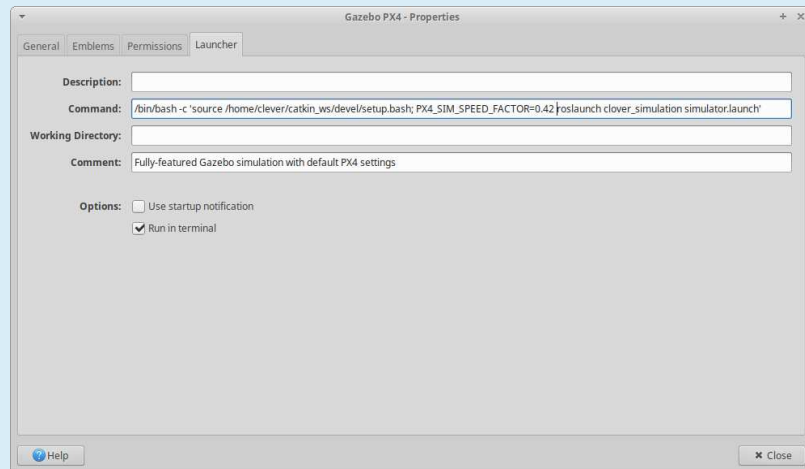 Gazebo PX4 - Properties
General Emblems Permissions Launcher
Description:
Command: /bin/bash -c 'source /home/clever/catkin_ws/devel/setup.bash; PX4_SIM_SPEED_FACTOR=0.42 roslaunch clover_simulation simulator.launch'
Working Directory:
Comment: Fully-featured Gazebo simulation with default PX4 settings
Options: Use startup notification
Run in terminal
Help Close